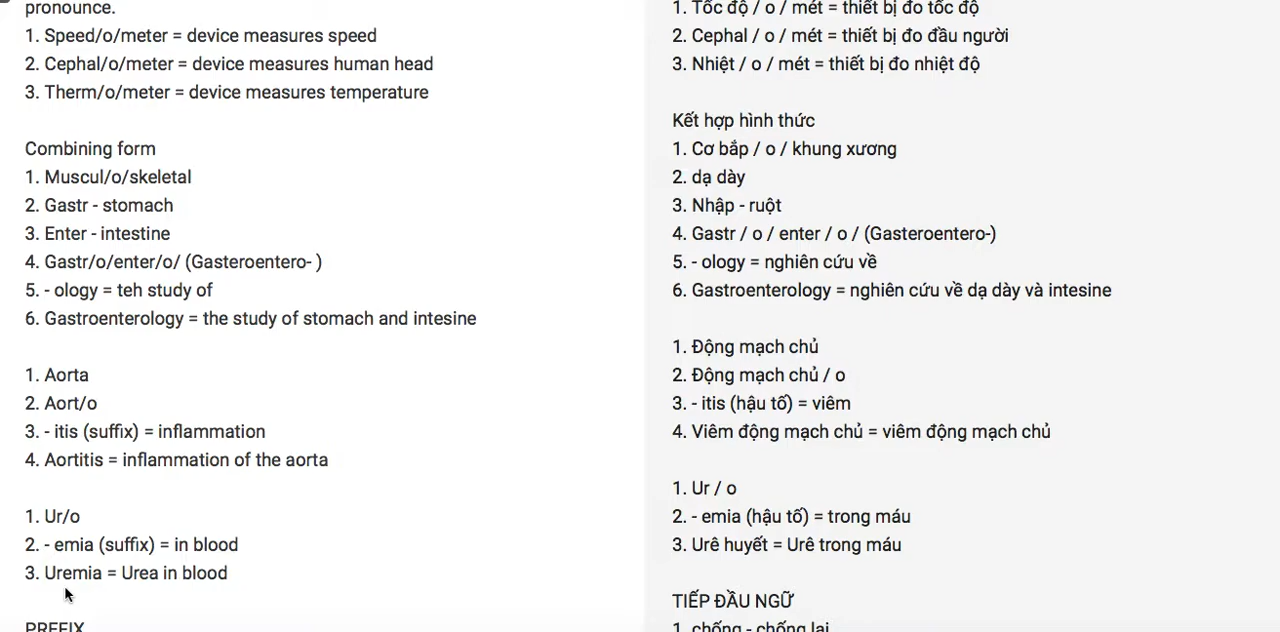 pronounce.
1. Speed/o/meter = device measures speed
2. Cephal/o/meter = device measures human head
3. Therm/o/meter = device measures temperature
Combining form
1. Muscul/o/skeletal
2. Gastr - stomach
3. Enter - intestine
4. Gastr/o/enter/o/ (Gasteroentero- )
5. - ology = teh study of
6. Gastroenterology = the study of stomach and intesine
1. Aorta
2. Aort/o
3. - itis (suffix) = inflammation
4. Aortitis = inflammation of the aorta
1. Ur/o
2. - emia (suffix) = in blood
3. Uremia = Urea in blood
PREFIX
1. Tốc độ / o / mét = thiết bị đo tốc độ
2. Cephal / o / mét = thiết bị đo đầu người
3. Nhiệt / o / mét = thiết bị đo nhiệt độ
Kết hợp hình thức
1. Cơ bắp / o / khung xương
2. dạ dày
3. Nhập - ruột
4. Gastr / o / enter / o / (Gasteroentero-)
5. - ology = nghiên cứu về
6. Gastroenterology = nghiên cứu về dạ dày và intesine
1. Động mạch chủ
2. Động mạch chủ / o
3. - itis (hậu tố) = viêm
4. Viêm động mạch chủ = viêm động mạch chủ
1. Ur / o
2. - emia (hậu tố) = trong máu
3. Urê huyết = Urê trong máu
TIẾP ĐẦU NGỮ
1. chống - chống lại